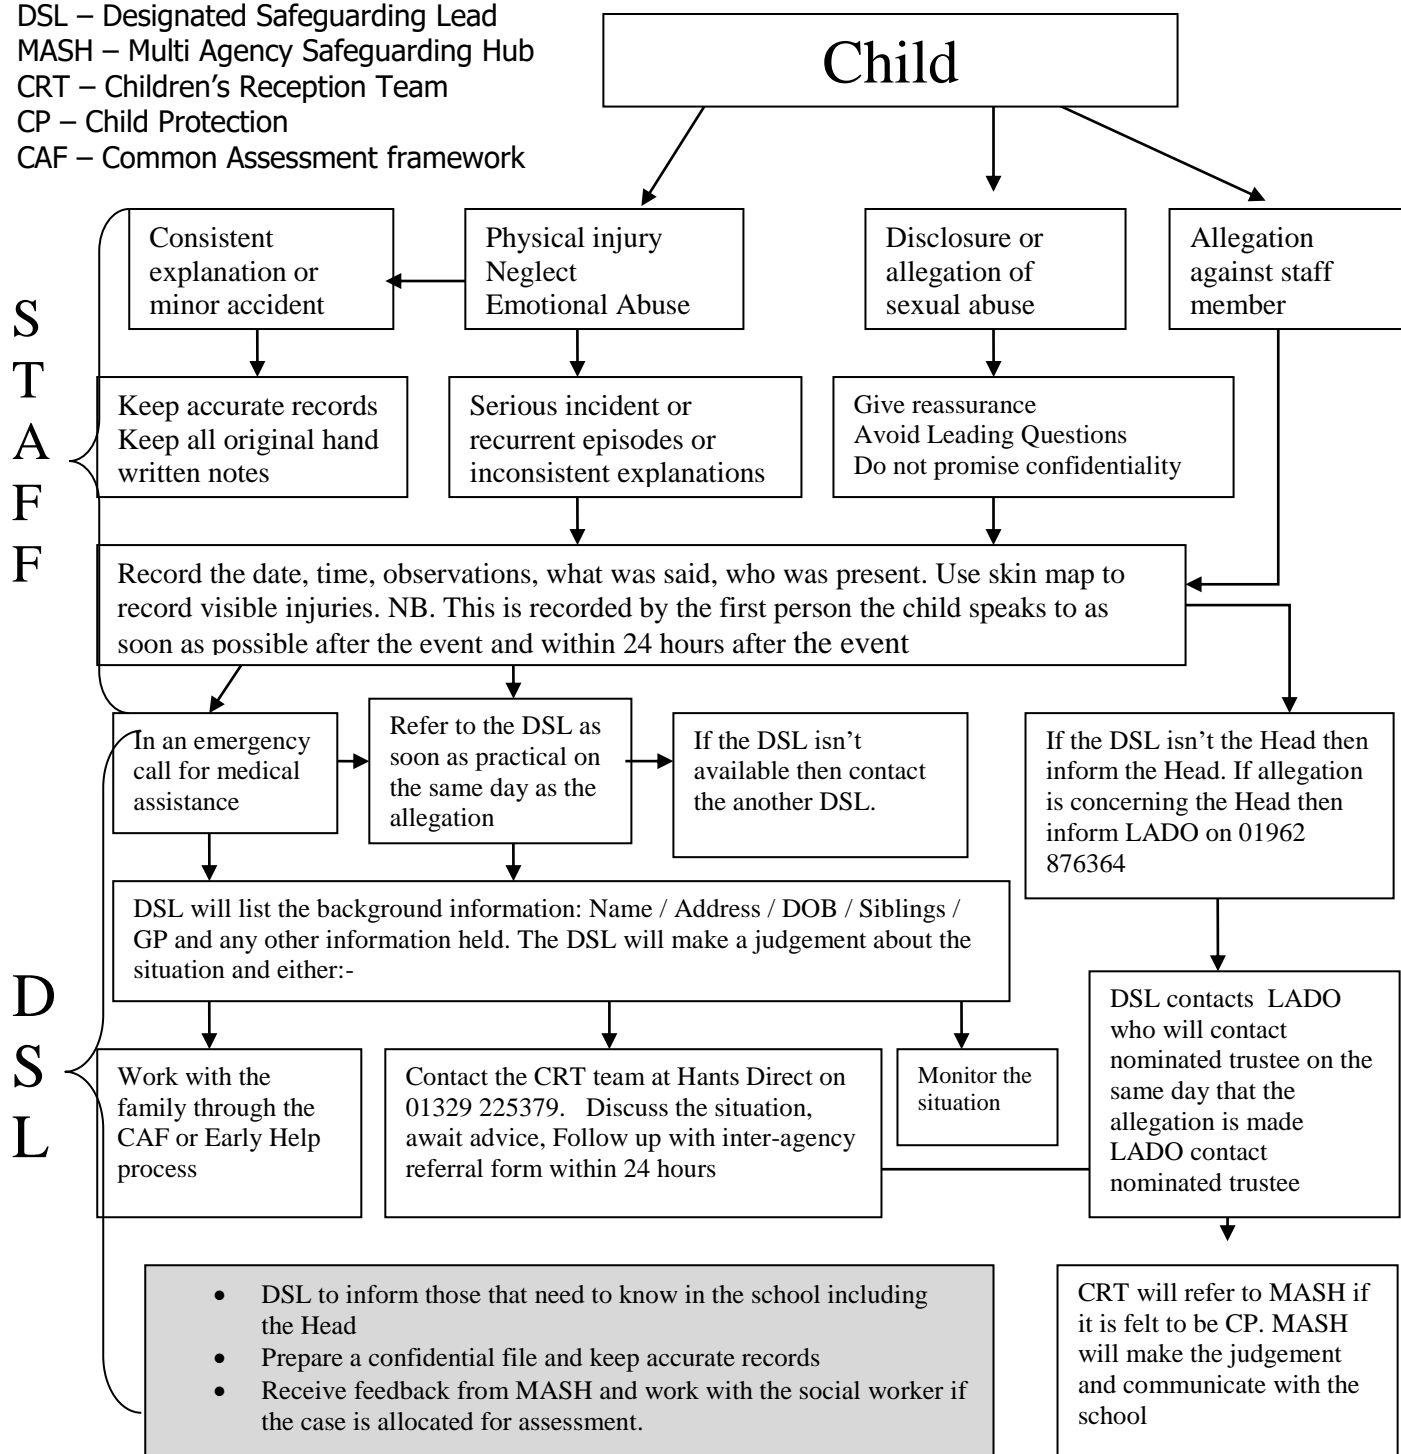 DSL – Designated Safeguarding Lead
MASH – Multi Agency Safeguarding Hub
CRT – Children's Reception Team
CP – Child Protection
CAF – Common Assessment framework
Child
Consistent
explanation or
minor accident
Physical injury
Neglect
Emotional Abuse
Disclosure or
allegation of
sexual abuse
Allegation
against staff
member
S
T
A
F
F
Keep accurate records
Keep all original hand
written notes
Serious incident or
recurrent episodes or
inconsistent explanations
Give reassurance
Avoid Leading Questions
Do not promise confidentiality
Record the date, time, observations, what was said, who was present. Use skin map to
record visible injuries. NB. This is recorded by the first person the child speaks to as
soon as possible after the event and within 24 hours after the event
In an emergency
call for medical
assistance
Refer to the DSL as
soon as practical on
the same day as the
allegation
If the DSL isn't
available then contact
the another DSL.
If the DSL isn't the Head then
inform the Head. If allegation
is concerning the Head then
inform LADO on 01962
876364
DSL will list the background information: Name / Address / DOB / Siblings /
GP and any other information held. The DSL will make a judgement about the
situation and either:-
D
S
L
Work with the
family through the
CAF or Early Help
process
Contact the CRT team at Hants Direct on
01329 225379.   Discuss the situation,
await advice, Follow up with inter-agency
referral form within 24 hours
Monitor the
situation
DSL contacts  LADO
who will contact
nominated trustee on the
same day that the
allegation is made
LADO contact
nominated trustee
• DSL to inform those that need to know in the school including
the Head
• Prepare a confidential file and keep accurate records
• Receive feedback from MASH and work with the social worker if
the case is allocated for assessment.
CRT will refer to MASH if
it is felt to be CP. MASH
will make the judgement
and communicate with the
school